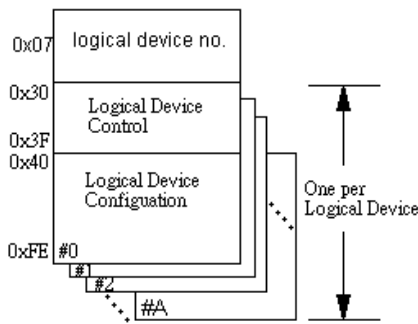 0x07
logical device no.
0x30
Logical Device
Control
0x3F
0x40
Logical Device
Configuation
One per
Logical Device
0xFE
#0
#1
#2
#A